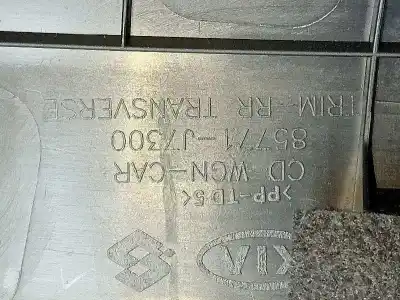 TRIM-RR TRANSVERSE
85771-J7300
CD WGN-CAR
>PP-TD5<
KIA